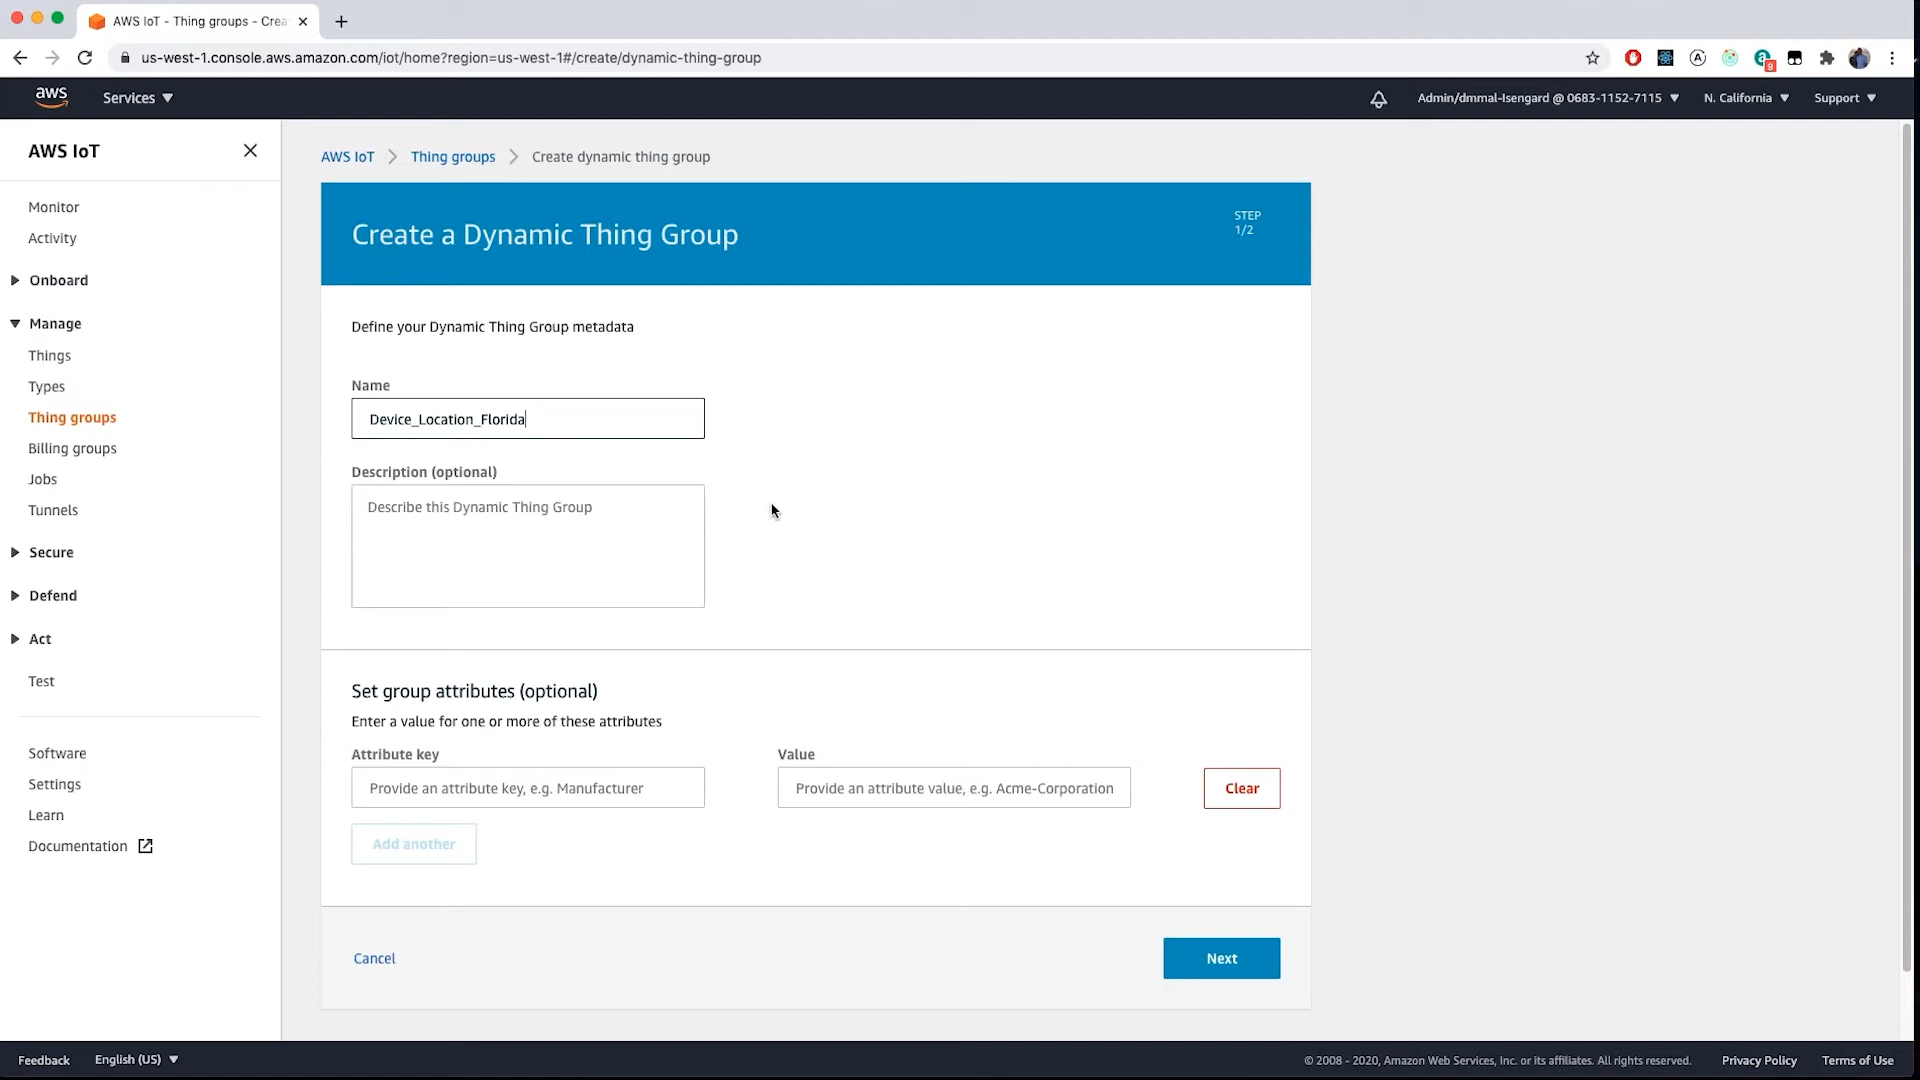 AWS IoT - Thing groups - Crea
us-west-1.console.aws.amazon.com/iot/home?region=us-west-1#/create/dynamic-thing-group
9
aws
Services
Admin/dmmal-Isengard @ 0683-1152-7115
N. California
Support
AWS IoT
Monitor
Activity
Onboard
Manage
Things
Types
Thing groups
Billing groups
Jobs
Tunnels
Secure
Defend
Act
Test
Software
Settings
Learn
Documentation
AWS IoT
Thing groups
Create dynamic thing group
Create a Dynamic Thing Group
STEP
1/2
Define your Dynamic Thing Group metadata
Name
Device_Location_Florida
Description (optional)
Describe this Dynamic Thing Group
Set group attributes (optional)
Enter a value for one or more of these attributes
Attribute key
Value
Provide an attribute key, e.g. Manufacturer
Provide an attribute value, e.g. Acme-Corporation
Clear
Add another
Cancel
Next
Feedback
English (US)
© 2008 - 2020, Amazon Web Services, Inc. or its affiliates. All rights reserved.
Privacy Policy
Terms of Use